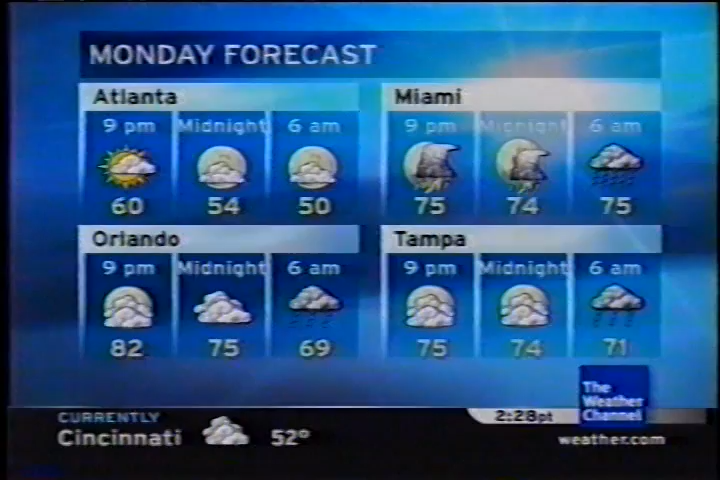 MONDAY FORECAST
Atlanta
9 pm Midnight 6 am
60 54 50
Miami
9 pm Midnight 6 am
75 74 75
Orlando
9 pm Midnight 6 am
82 75 69
Tampa
9 pm Midnight 6 am
75 74 71
The
Weather
Channel
2:28pt
CURRENTLY
Cincinnati 52°
weather.com